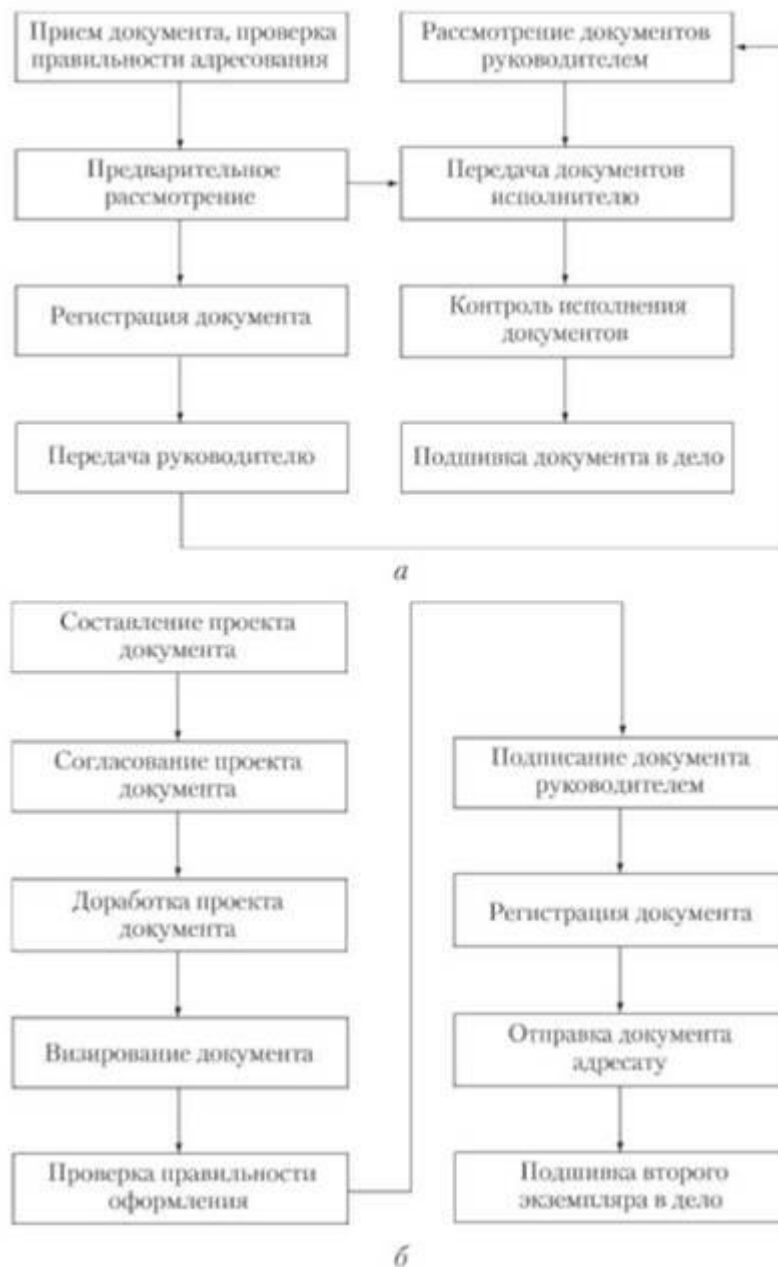 Прием документа, проверка
правильности адресования
Предварительное
рассмотрение
Регистрация документа
Передача руководителю
Рассмотрение документов
руководителем
Передача документов
исполнителю
Контроль исполнения
документов
Подшивка документа в дело
а
Составление проекта
документа
Согласование проекта
документа
Доработка проекта
документа
Визирование документа
Проверка правильности
оформления
Подписание документа
руководителем
Регистрация документа
Отправка документа
адресату
Подшивка второго
экземпляра в дело
б